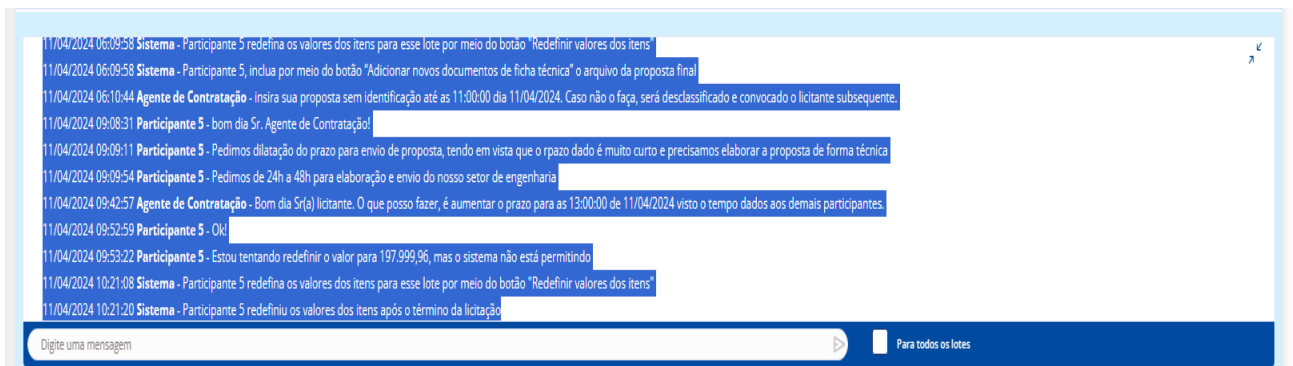 11/04/2024 06:09:58 Sistema - Participante 5 redefina os valores dos itens para esse lote por meio do botão "Redefinir valores dos itens"
11/04/2024 06:09:58 Sistema - Participante 5, inclua por meio do botão "Adicionar novos documentos de ficha técnica" o arquivo da proposta final
11/04/2024 06:10:44 Agente de Contratação - insira sua proposta sem identificação até as 11:00:00 dia 11/04/2024. Caso não o faça, será desclassificado e convocado o licitante subsequente.
11/04/2024 09:08:31 Participante 5 - bom dia Sr. Agente de Contratação!
11/04/2024 09:09:11 Participante 5 - Pedimos dilatação do prazo para envio de proposta, tendo em vista que o rpazo dado é muito curto e precisamos elaborar a proposta de forma técnica
11/04/2024 09:09:54 Participante 5 - Pedimos de 24h a 48h para elaboração e envio do nosso setor de engenharia
11/04/2024 09:42:57 Agente de Contratação - Bom dia Sr(a) licitante. O que posso fazer, é aumentar o prazo para as 13:00:00 de 11/04/2024 visto o tempo dados aos demais participantes.
11/04/2024 09:52:59 Participante 5 - Ok!
11/04/2024 09:53:22 Participante 5 - Estou tentando redefinir o valor para 197.999,96, mas o sistema não está permitindo
11/04/2024 10:21:08 Sistema - Participante 5 redefina os valores dos itens para esse lote por meio do botão "Redefinir valores dos itens"
11/04/2024 10:21:20 Sistema - Participante 5 redefiniu os valores dos itens após o término da licitação
Digite uma mensagem
Para todos os lotes